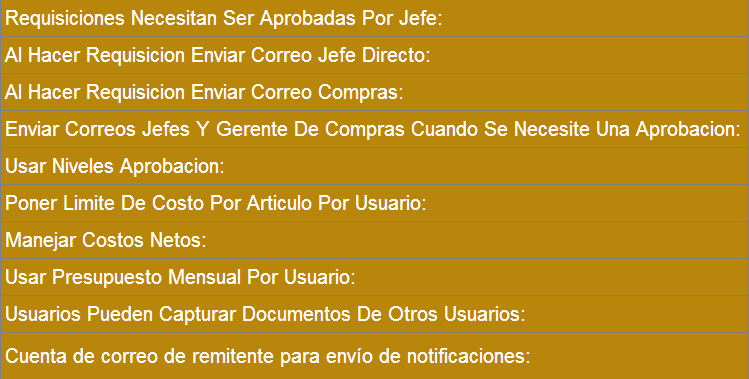 Requisiciones Necesitan Ser Aprobadas Por Jefe:
Al Hacer Requisicion Enviar Correo Jefe Directo:
Al Hacer Requisicion Enviar Correo Compras:
Enviar Correos Jefes Y Gerente De Compras Cuando Se Necesite Una Aprobacion:
Usar Niveles Aprobacion:
Poner Limite De Costo Por Articulo Por Usuario:
Manejar Costos Netos:
Usar Presupuesto Mensual Por Usuario:
Usuarios Pueden Capturar Documentos De Otros Usuarios:
Cuenta de correo de remitente para envío de notificaciones: